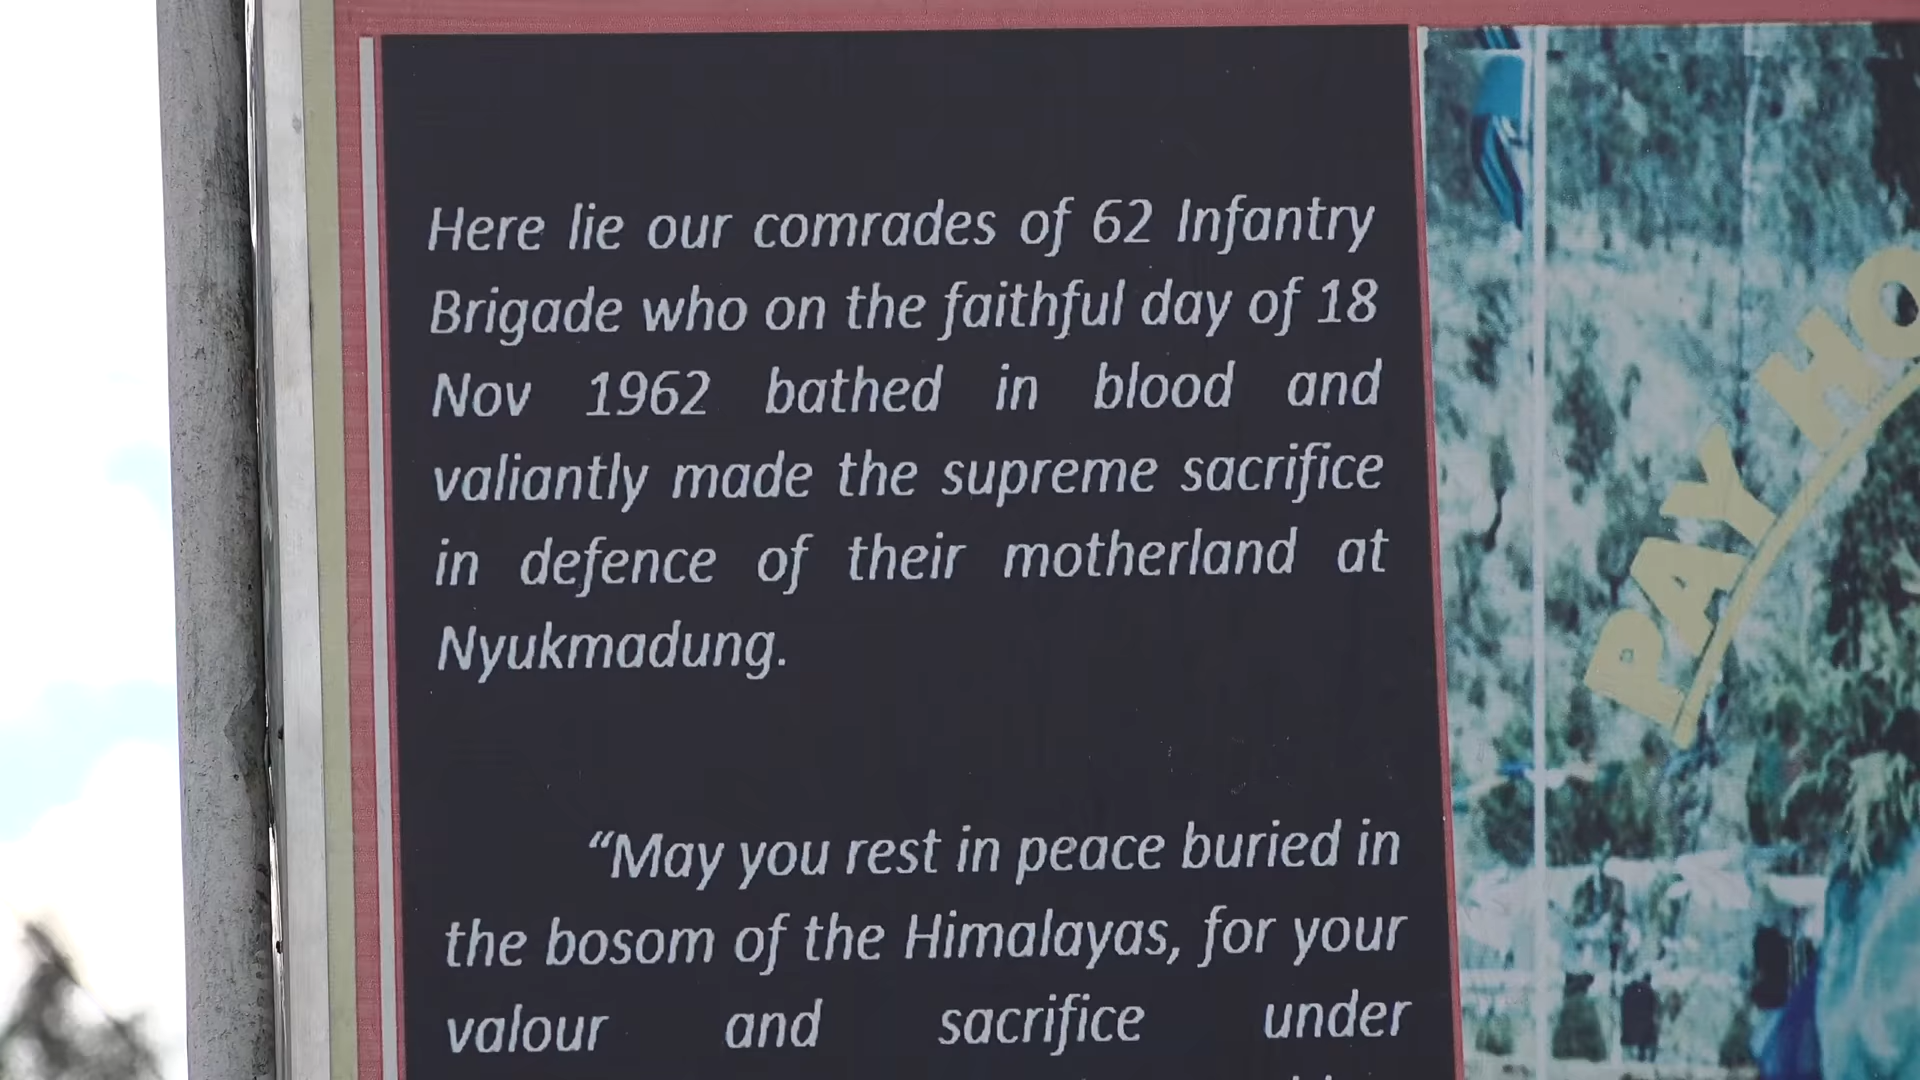 Here lie our comrades of 62 Infantry
Brigade who on the faithful day of 18
Nov 1962 bathed in blood and
valiantly made the supreme sacrifice
in defence of their motherland at
Nyukmadung.
“May you rest in peace buried in
the bosom of the Himalayas, for your
valour and sacrifice under
PAY HO